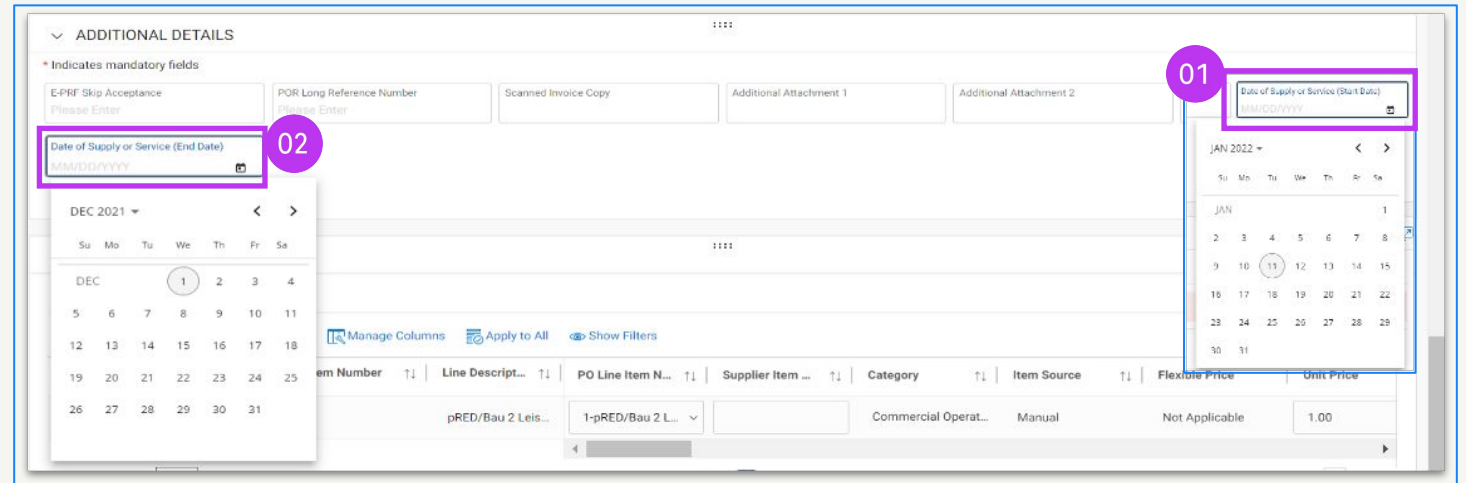 ADDITIONAL DETAILS
* Indicates mandatory fields
01
E-PRF Skip Acceptance
Please Enter
POR Long Reference Number
Please Enter
Scanned Invoice Copy
Additional Attachment 1
Additional Attachment 2
Date of Supply or Service (Start Date)
MM/DD/YYYY
Date of Supply or Service (End Date)
MM/DD/YYYY
02
DEC 2021
Su Mo Tu We Th Fr Sa
DEC 1 2 3 4
5 6 7 8 9 10 11
12 13 14 15 16 17 18
19 20 21 22 23 24 25
26 27 28 29 30 31
JAN 2022
Su Mo Tu We Th Fr Sa
JAN 1
2 3 4 5 6 7 8
9 10 11 12 13 14 15
16 17 18 19 20 21 22
23 24 25 26 27 28 29
30 31
Manage Columns Apply to All Show Filters
em Number Line Descript... PO Line Item N... Supplier Item ... Category Item Source Flexible Price Unit Price
pRED/Bau 2 Leis... 1-pRED/Bau 2 L... Commercial Operat... Manual Not Applicable 1.00